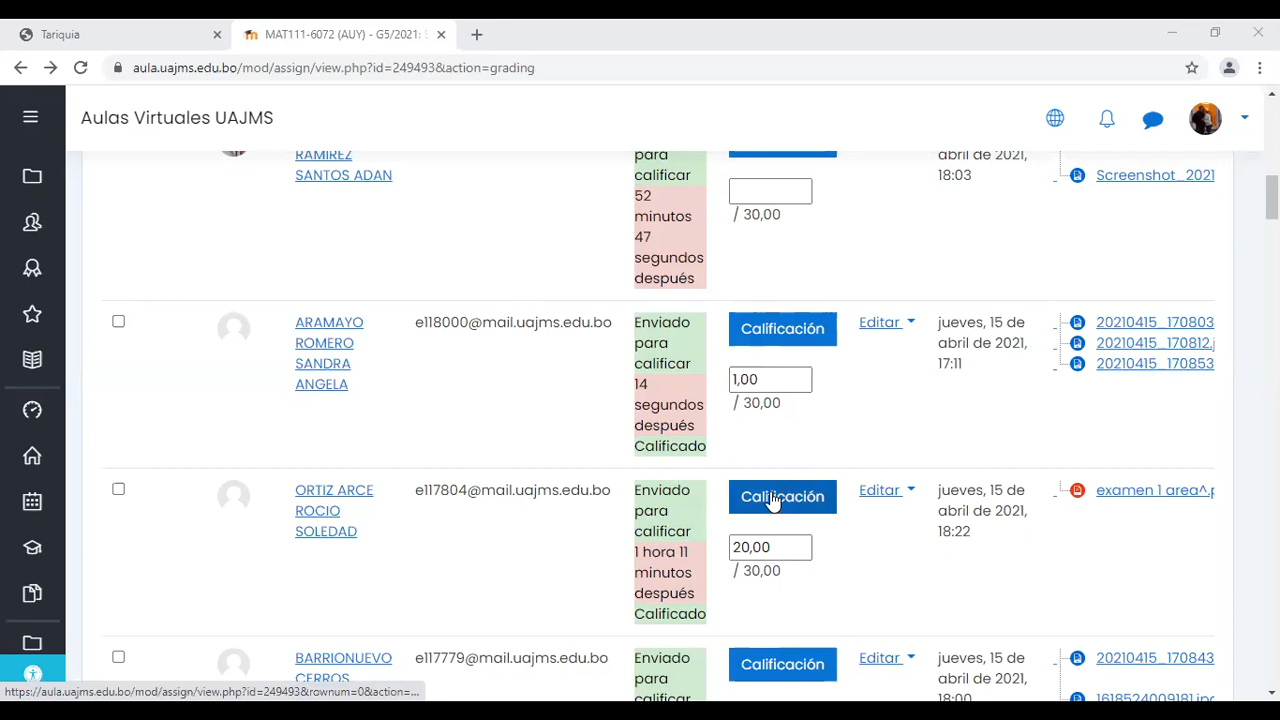 Tariquia
MAT111-6072 (AUY) - G5/2021:
aula.uajms.edu.bo/mod/assign/view.php?id=249493&action=grading
Aulas Virtuales UAJMS
RAMIREZ
SANTOS ADAN
para
calificar
52
minutos
47
segundos
después
/ 30,00
abril de 2021,
18:03
Screenshot_2021
ARAMAYO
ROMERO
SANDRA
ANGELA
e118000@mail.uajms.edu.bo
Enviado
para
calificar
14
segundos
después
Calificado
Calificación
1,00
/ 30,00
Editar
jueves, 15 de
abril de 2021,
17:11
20210415_170803
20210415_170812.j
20210415_170853
ORTIZ ARCE
ROCIO
SOLEDAD
e117804@mail.uajms.edu.bo
Enviado
para
calificar
1 hora 11
minutos
después
Calificado
Calificación
20,00
/ 30,00
Editar
jueves, 15 de
abril de 2021,
18:22
examen 1 area^.p
BARRIONUEVO
CERROS
e117779@mail.uajms.edu.bo
Enviado
para
calificar
Calificación
Editar
jueves, 15 de
abril de 2021,
18:00
20210415_170843
1618524009181.jpg
https://aula.uajms.edu.bo/mod/assign/view.php?id=249493&rownum=0&action=...